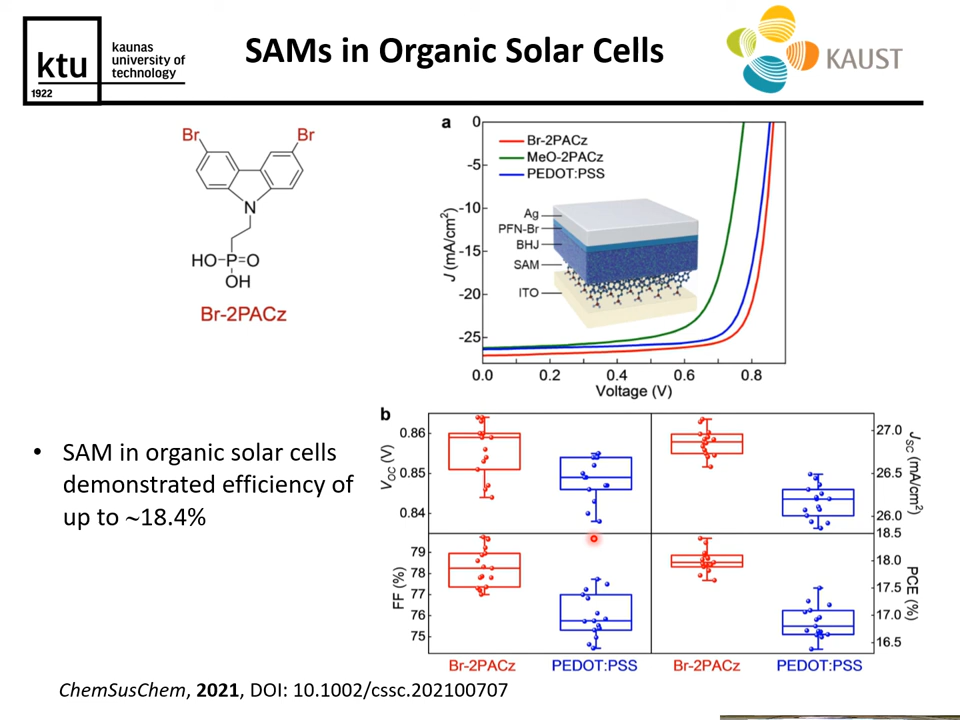 ktu
1922
kaunas
university of
technology
SAMs in Organic Solar Cells
KAUST
Br
Br
N
HO-P=O
OH
Br-2PACz
a
0
-5
-10
-15
-20
-25
J (mA/cm²)
Br-2PACz
MeO-2PACz
PEDOT:PSS
Ag
PFN-Br
BHJ
SAM
ITO
0.0 0.2 0.4 0.6 0.8
Voltage (V)
• SAM in organic solar cells
demonstrated efficiency of
up to ~18.4%
b
0.86
0.85
0.84
VOC (V)
27.0
26.5
26.0
JSC (mA/cm²)
79
78
77
76
75
FF (%)
18.5
18.0
17.5
17.0
16.5
PCE (%)
Br-2PACz PEDOT:PSS Br-2PACz PEDOT:PSS
ChemSusChem, 2021, DOI: 10.1002/cssc.202100707